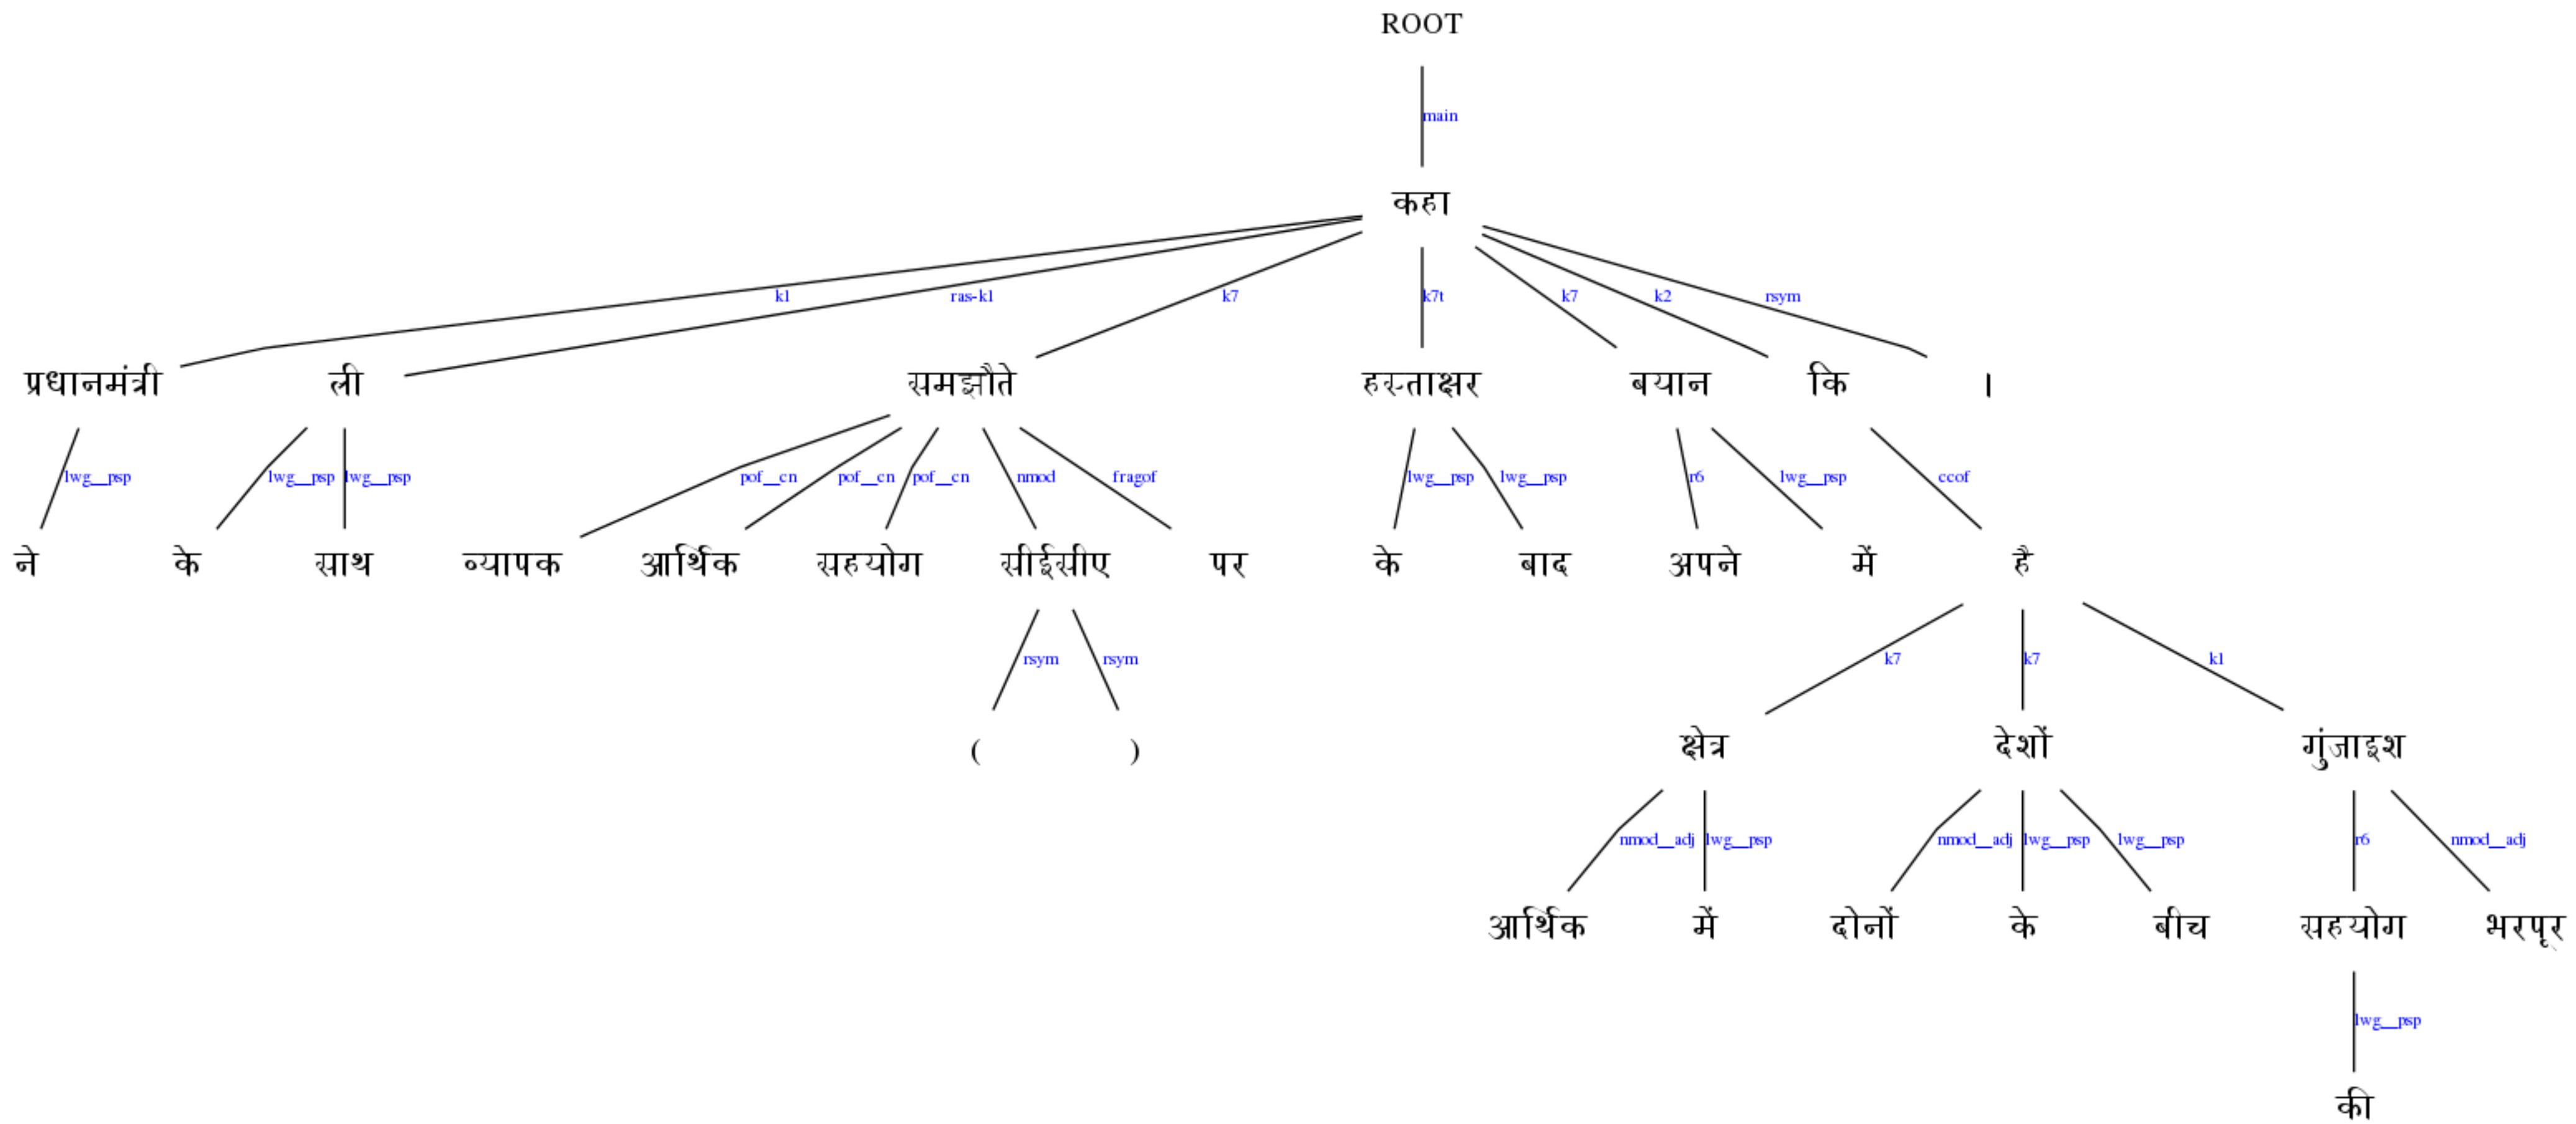 ROOT
main
कहा
k1 ras-k1 k7 k7t k7 k2 rsym
प्रधानमंत्री ली समझौते हस्ताक्षर बयान कि ।
lwg__psp lwg__psp lwg__psp pof__cn pof__cn pof__cn nmod fragof lwg__psp lwg__psp r6 lwg__psp ccof
ने के साथ व्यापक आर्थिक सहयोग सीईसीए पर के बाद अपने में है
rsym rsym k7 k7 k1
( ) क्षेत्र देशों गुंजाइश
nmod__adj lwg__psp nmod__adj lwg__psp lwg__psp r6 nmod__adj
आर्थिक में दोनों के बीच सहयोग भरपूर
lwg__psp
की